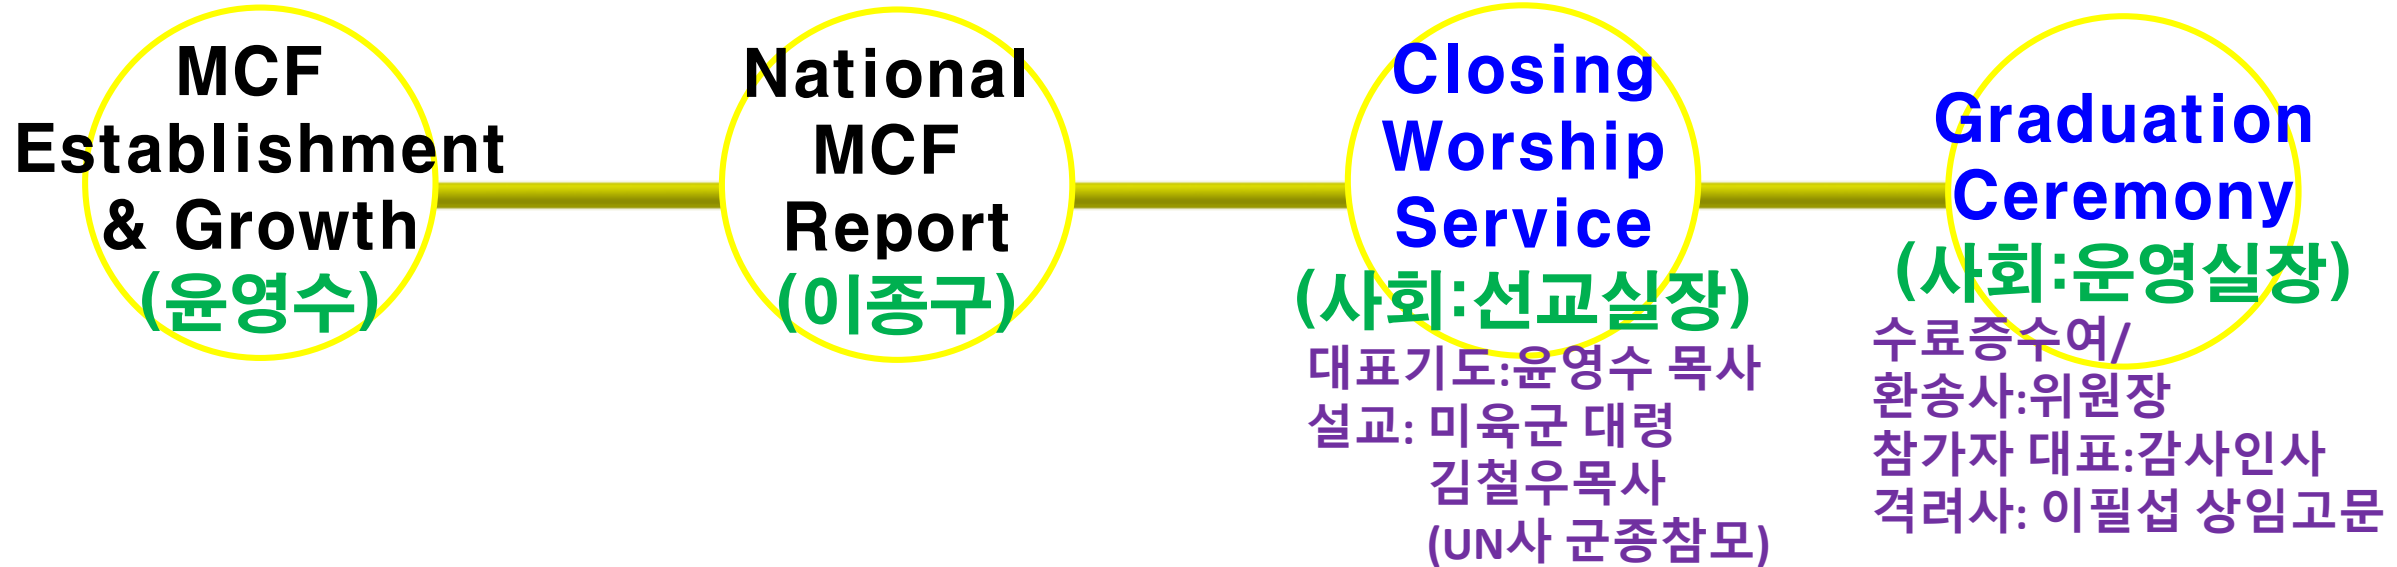 MCF
Establishment
& Growth
(윤영수)
National
MCF
Report
(이종구)
Closing
Worship
Service
(사회:선교실장)
대표기도:윤영수 목사
설교: 미육군 대령
김철우목사
(UN사 군종참모)
Graduation
Ceremony
(사회:운영실장)
수료증수여/
환송사:위원장
참가자 대표:감사인사
격려사: 이필섭 상임고문